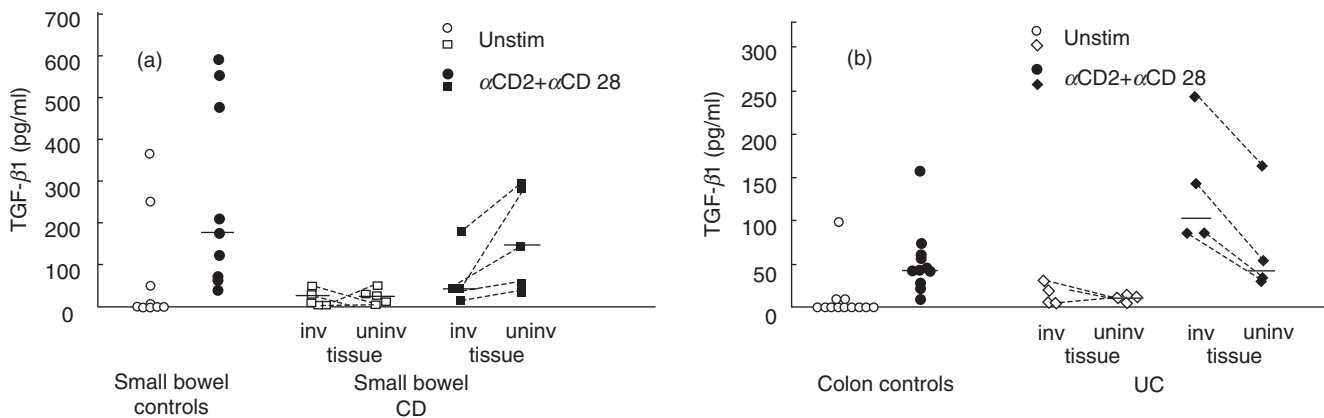 700
600
500
400
300
200
100
0
TGF-β1 (pg/ml)
(a)
Unstim
αCD2+αCD 28
inv uninv
tissue
inv uninv
tissue
Small bowel
controls
Small bowel
CD
300
250
200
150
100
50
0
TGF-β1 (pg/ml)
(b)
Unstim
αCD2+αCD 28
inv uninv
tissue
inv uninv
tissue
Colon controls
UC